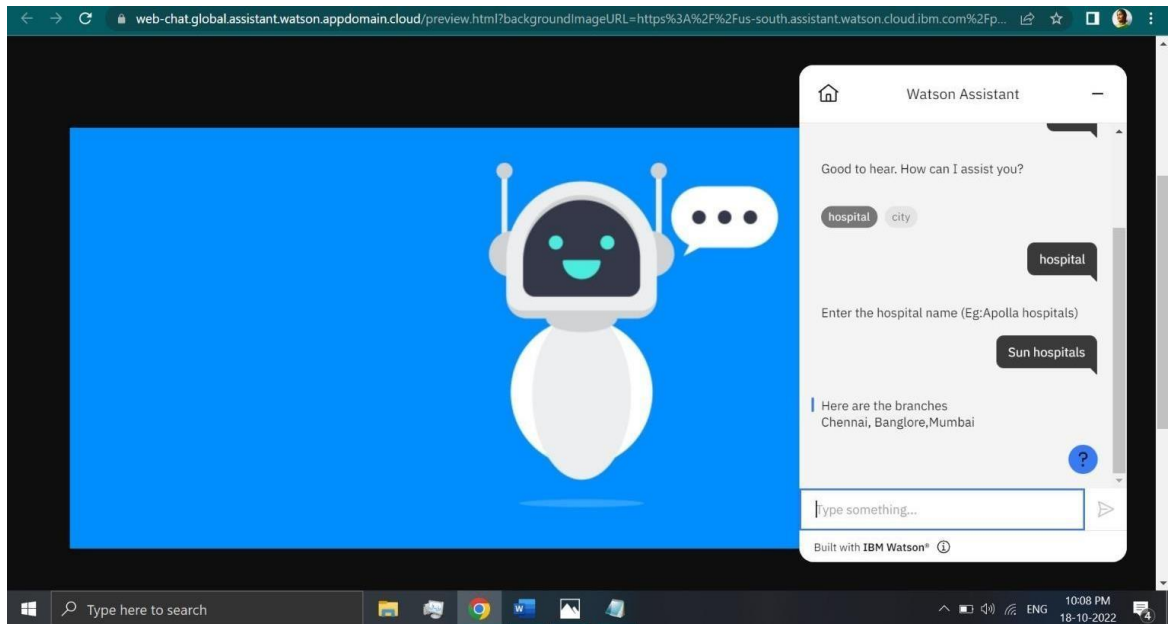 web-chat.global.assistant.watson.appdomain.cloud/preview.html?backgroundImageURL=https%3A%2F%2Fus-south.assistant.watson.cloud.ibm.com%2Fp...
Watson Assistant
Good to hear. How can I assist you?
hospital city
hospital
Enter the hospital name (Eg:Apolla hospitals)
Sun hospitals
Here are the branches
Chennai, Banglore,Mumbai
?
Type something...
Built with IBM Watson®
Type here to search
ENG
10:08 PM
18-10-2022
4